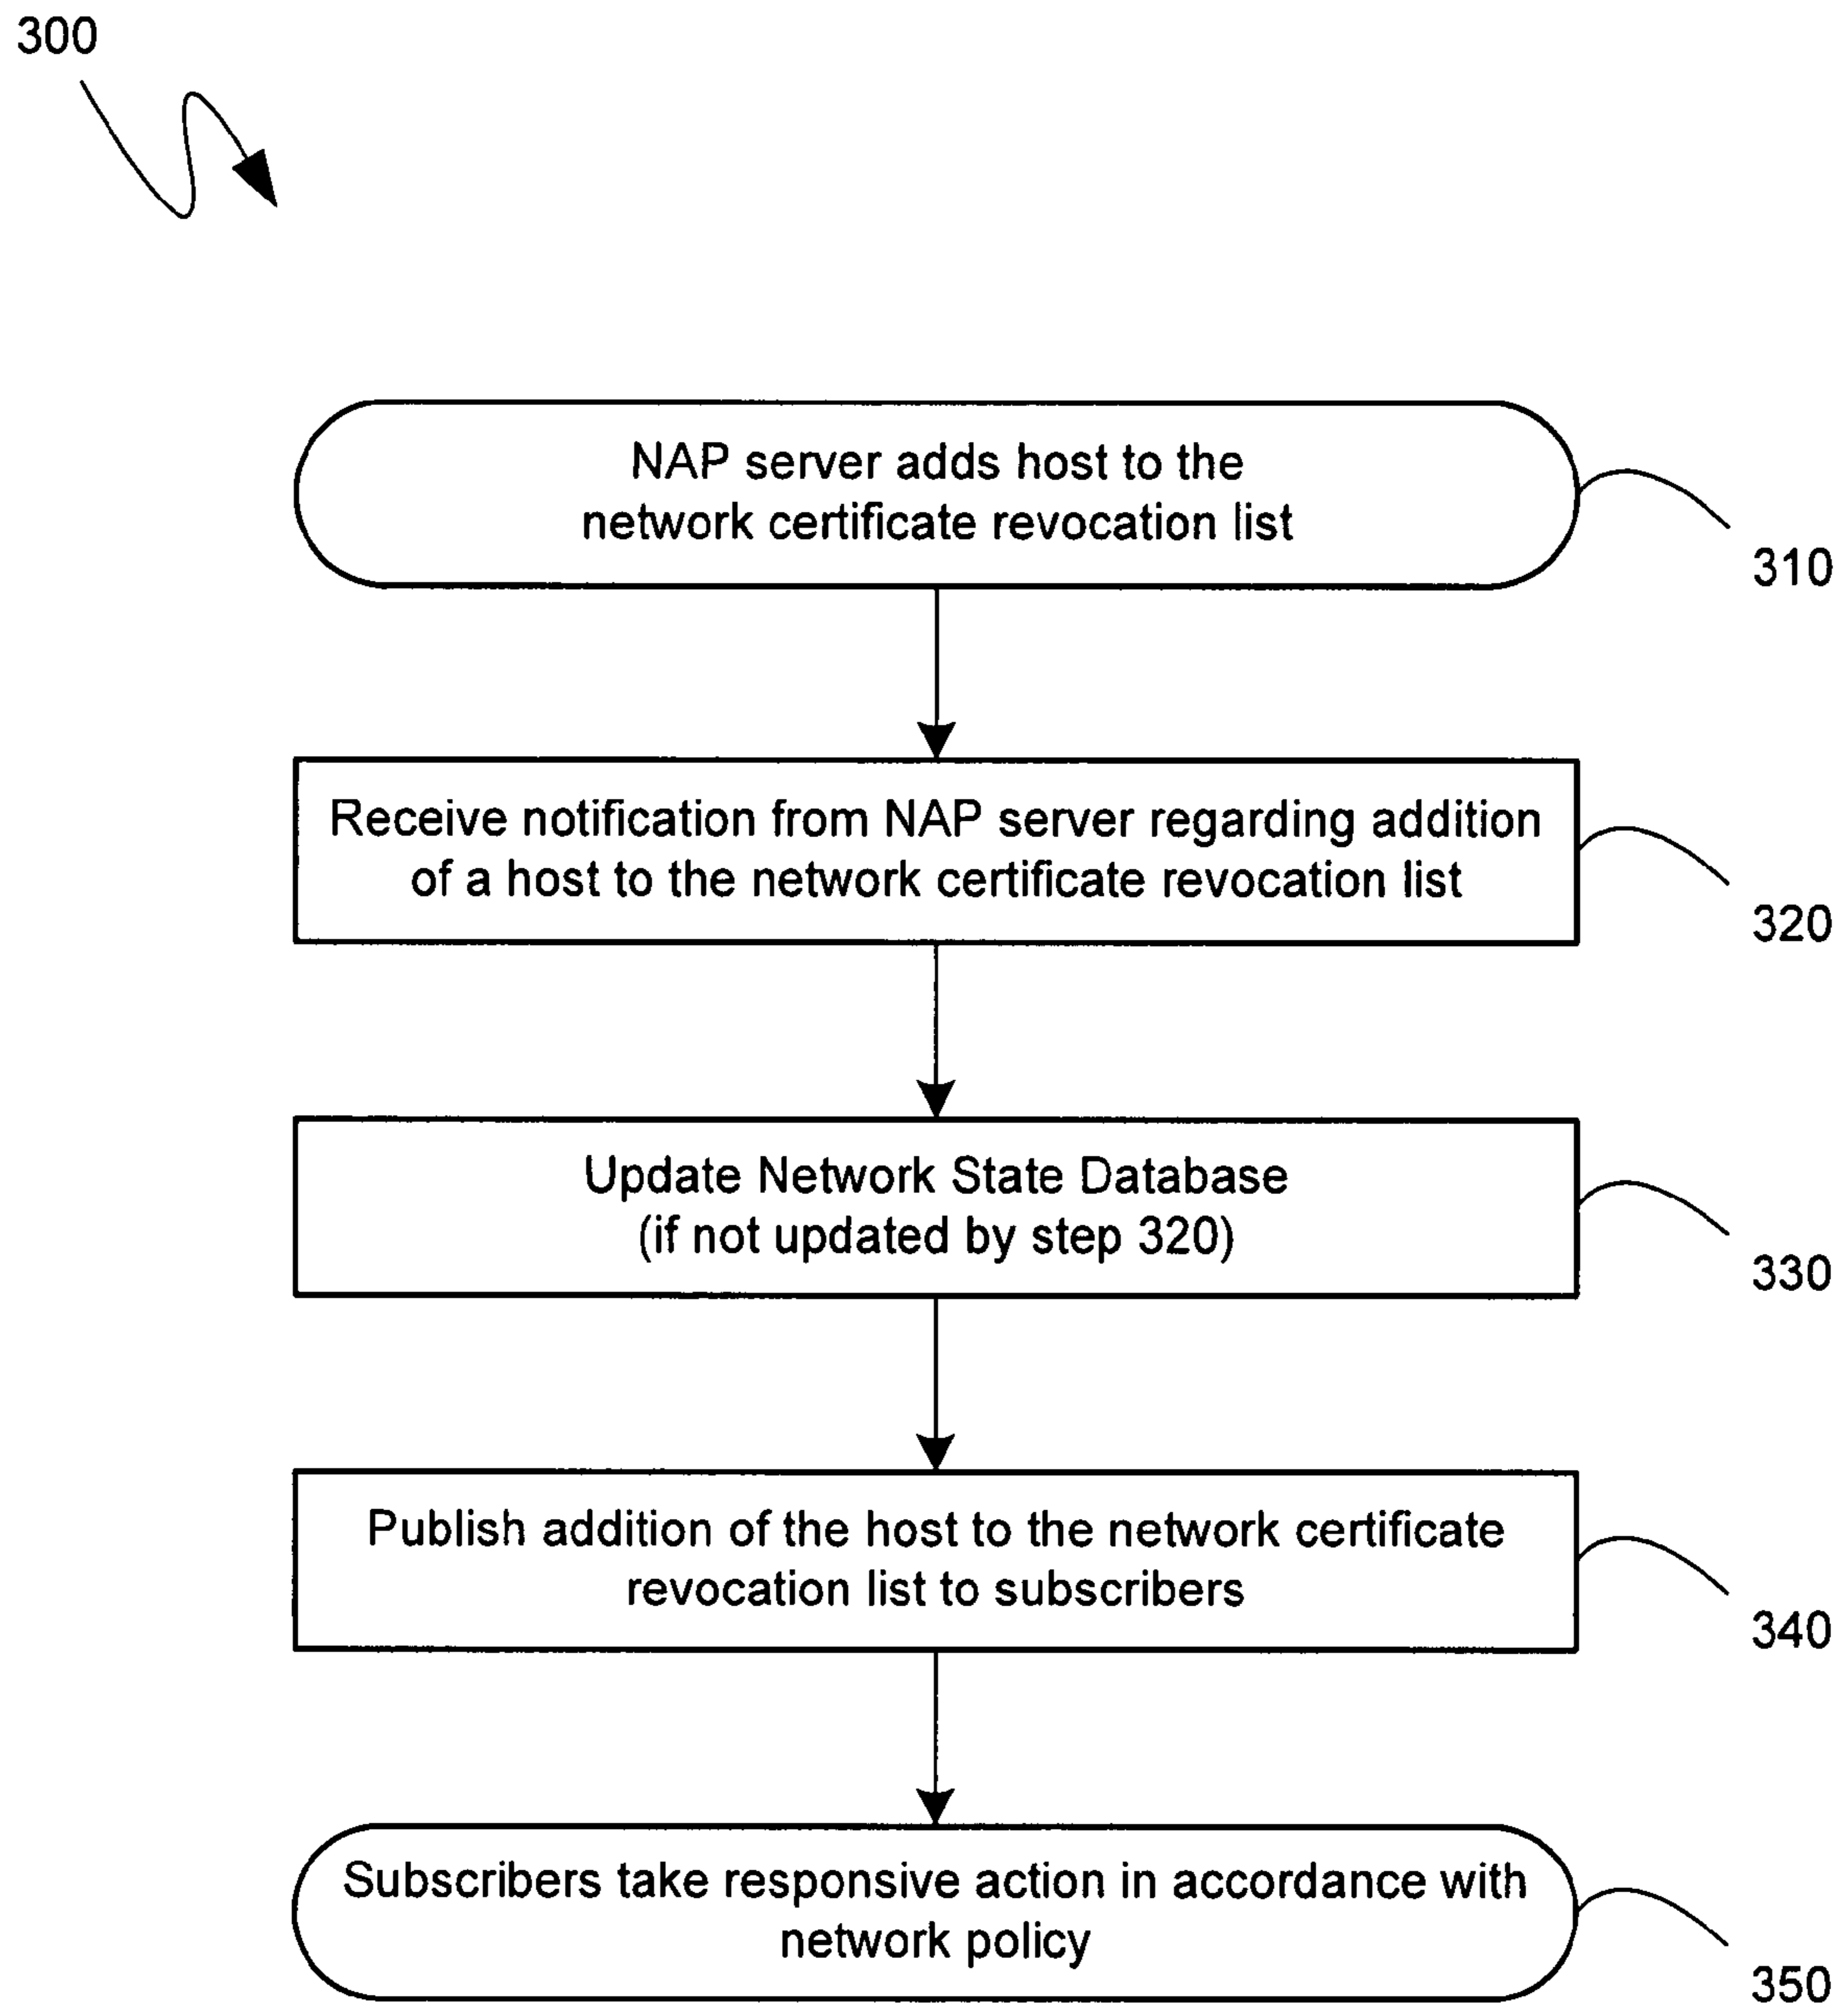 300
NAP server adds host to the
network certificate revocation list
310
Receive notification from NAP server regarding addition
of a host to the network certificate revocation list
320
Update Network State Database
(if not updated by step 320)
330
Publish addition of the host to the network certificate
revocation list to subscribers
340
Subscribers take responsive action in accordance with
network policy
350